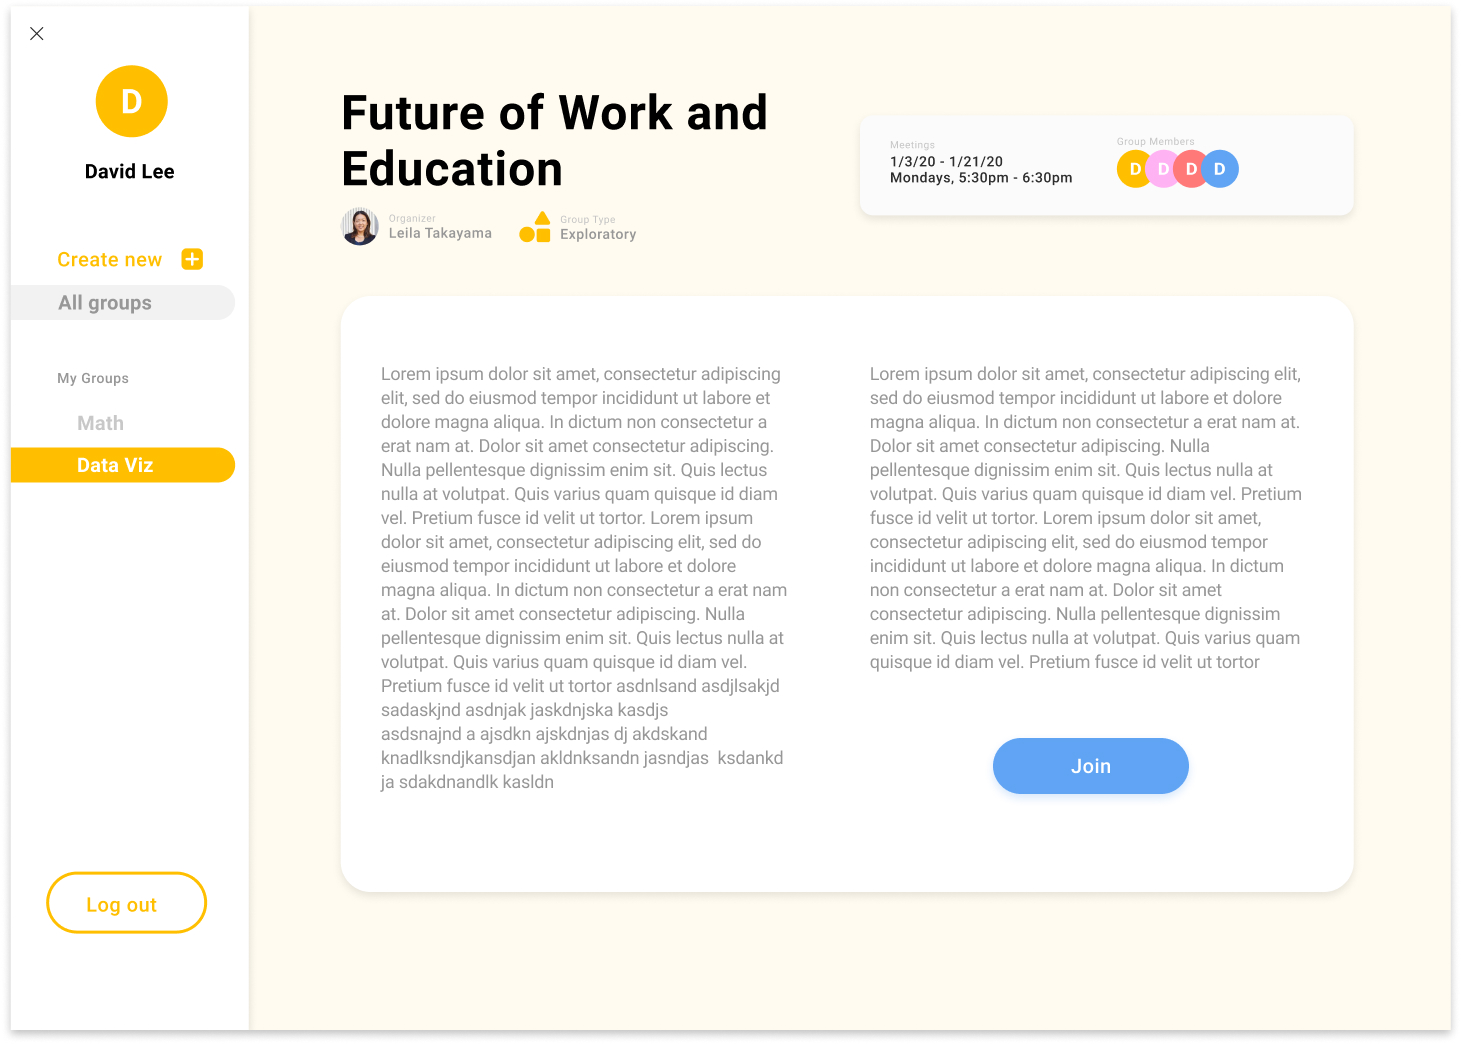 D
David Lee
Create new
All groups
My Groups
Math
Data Viz
Log out
Future of Work and
Education
Organizer
Leila Takayama
Group Type
Exploratory
Meetings
1/3/20 - 1/21/20
Mondays, 5:30pm - 6:30pm
Group Members
D D D D
Lorem ipsum dolor sit amet, consectetur adipiscing
elit, sed do eiusmod tempor incididunt ut labore et
dolore magna aliqua. In dictum non consectetur a
erat nam at. Dolor sit amet consectetur adipiscing.
Nulla pellentesque dignissim enim sit. Quis lectus
nulla at volutpat. Quis varius quam quisque id diam
vel. Pretium fusce id velit ut tortor. Lorem ipsum
dolor sit amet, consectetur adipiscing elit, sed do
eiusmod tempor incididunt ut labore et dolore
magna aliqua. In dictum non consectetur a erat nam
at. Dolor sit amet consectetur adipiscing. Nulla
pellentesque dignissim enim sit. Quis lectus nulla at
volutpat. Quis varius quam quisque id diam vel.
Pretium fusce id velit ut tortor asdnlsand asdjlsakjd
sadaskjnd asdnjak jaskdnjska kasdjs
asdsnajnd a ajsdkn ajskdnjas dj akdskand
knadlksndjkansdjan akldnksandn jasndjas  ksdankd
ja sdakdnandlk kasldn
Lorem ipsum dolor sit amet, consectetur adipiscing elit,
sed do eiusmod tempor incididunt ut labore et dolore
magna aliqua. In dictum non consectetur a erat nam at.
Dolor sit amet consectetur adipiscing. Nulla
pellentesque dignissim enim sit. Quis lectus nulla at
volutpat. Quis varius quam quisque id diam vel. Pretium
fusce id velit ut tortor. Lorem ipsum dolor sit amet,
consectetur adipiscing elit, sed do eiusmod tempor
incididunt ut labore et dolore magna aliqua. In dictum
non consectetur a erat nam at. Dolor sit amet
consectetur adipiscing. Nulla pellentesque dignissim
enim sit. Quis lectus nulla at volutpat. Quis varius quam
quisque id diam vel. Pretium fusce id velit ut tortor
Join